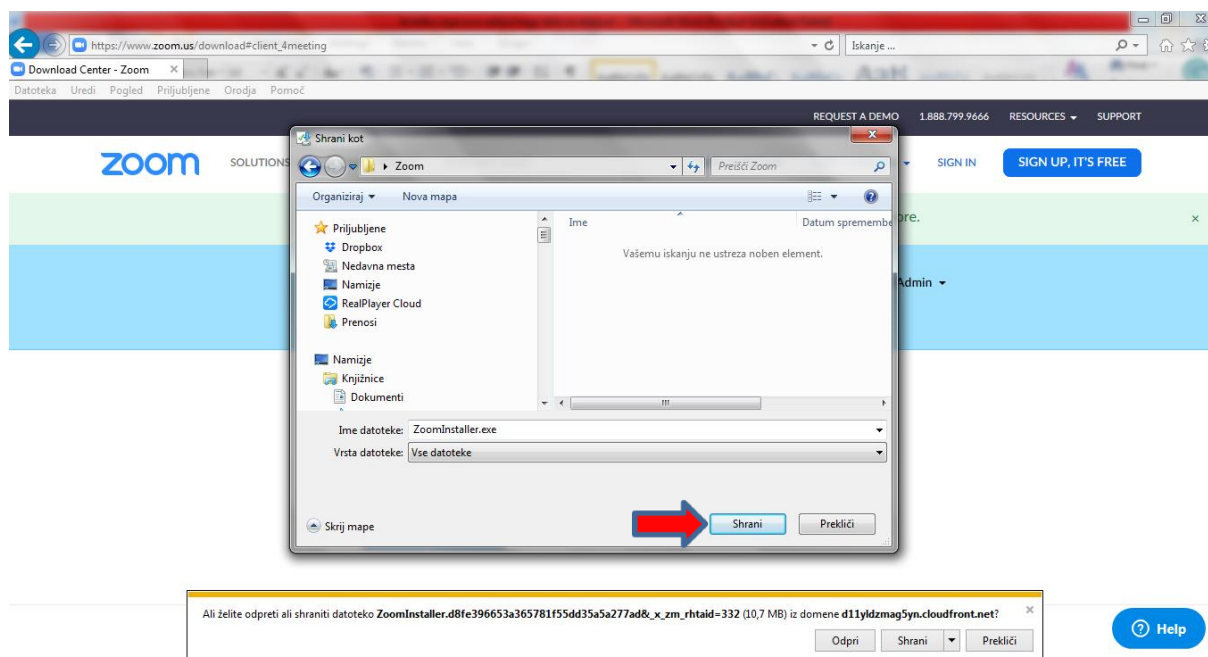 https://www.zoom.us/download#client_4meeting
Iskanje ...
Download Center - Zoom
Datoteka Uredi Pogled Priljubljene Orodja Pomoč
REQUEST A DEMO 1.888.799.9666 RESOURCES SUPPORT
Shrani kot
zoom SOLUTIONS SIGN IN SIGN UP, IT'S FREE
Zoom Preišči Zoom
Organiziraj Nova mapa
Priljubljene
Dropbox
Nedavna mesta
Namizje
RealPlayer Cloud
Prenosi
Namizje
Knjižnice
Dokumenti
Ime Datum spremembe
Vašemu iskanju ne ustreza noben element.
ore.
Admin
Ime datoteke: ZoomInstaller.exe
Vrsta datoteke: Vse datoteke
Skrij mape Shrani Prekliči
Ali želite odpreti ali shraniti datoteko ZoomInstaller.d8fe396653a365781f55dd35a5a277ad&_x_zm_rhtaid=332 (10,7 MB) iz domene d11yldzmag5yn.cloudfront.net?
Odpri Shrani Prekliči
Help